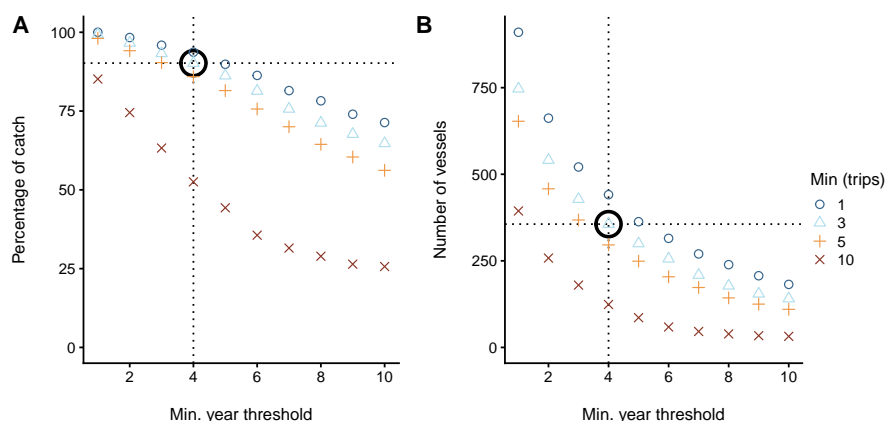 A
Percentage of catch
100
75
50
25
0
2 4 6 8 10
Min. year threshold
B
Number of vessels
750
500
250
0
2 4 6 8 10
Min. year threshold
Min (trips)
1
3
5
10